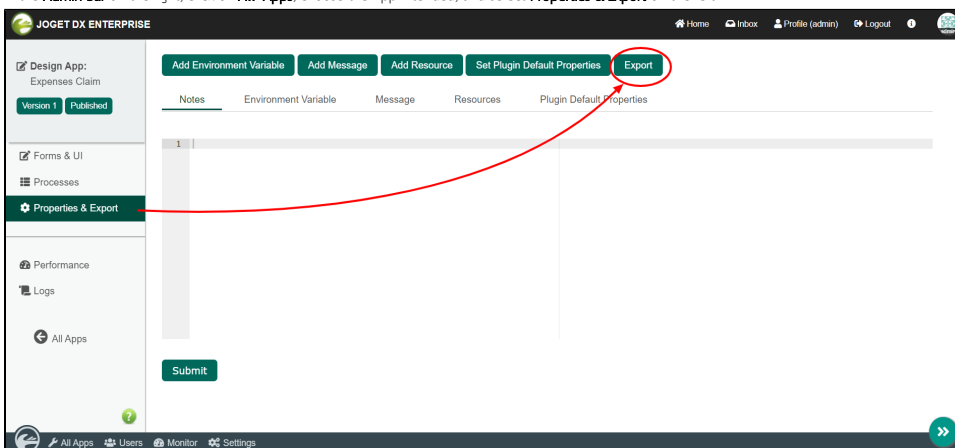 JOGET DX ENTERPRISE
Home Inbox Profile (admin) Logout
Design App:
Expenses Claim
Version 1 Published
Add Environment Variable Add Message Add Resource Set Plugin Default Properties Export
Notes Environment Variable Message Resources Plugin Default Properties
1
Forms & UI
Processes
Properties & Export
Performance
Logs
All Apps
Submit
All Apps Users Monitor Settings